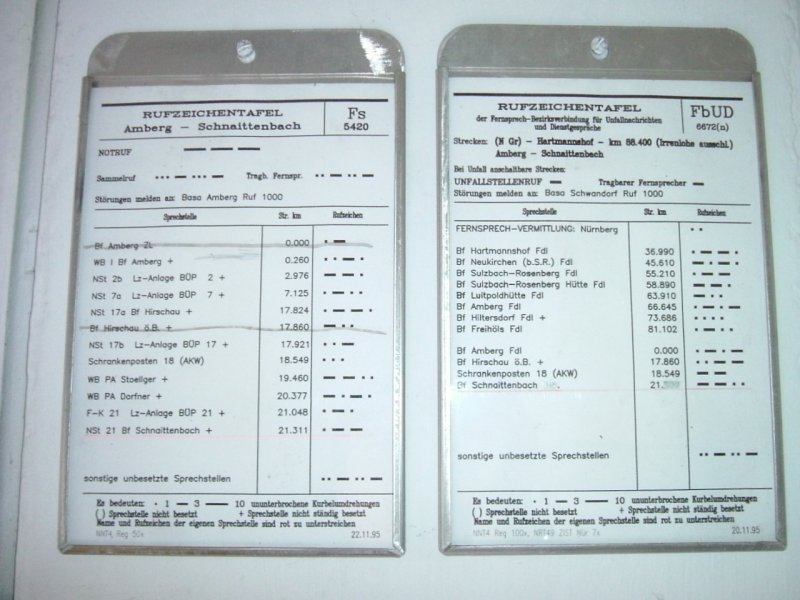 RUFZEICHENTAFEL
Amberg - Schnaittenbach
Fs
5420
NOTRUF
Sammelruf Tragb. Fernspr.
Störungen melden an: Basa Amberg Ruf 1000
Sprechstelle Str. km Rufzeichen
Bf Amberg ZL 0.000 · —
WB I Bf Amberg + 0.260
NSt 2b Lz-Anlage BÜP 2 + 2.976
NSt 7a Lz-Anlage BÜP 7 + 7.125
NSt 17a Bf Hirschau + 17.824
Bf Hirschau ö.B. + 17.860
NSt 17b Lz-Anlage BÜP 17 + 17.921
Schrankenposten 18 (AKW) 18.549
WB PA Stoellger + 19.460
WB PA Dorfner + 20.377
F-K 21 Lz-Anlage BÜP 21 + 21.048
NSt 21 Bf Schnaittenbach + 21.311
sonstige unbesetzte Sprechstellen
Es bedeuten: · 1 — 3 —— 10 ununterbrochene Kurbelumdrehungen
( ) Sprechstelle nicht besetzt + Sprechstelle nicht ständig besetzt
Name und Rufzeichen der eigenen Sprechstelle sind rot zu unterstreichen
NNT4, Reg 50x 22.11.95
RUFZEICHENTAFEL
der Fernsprech-Bezirksverbindung für Unfallnachrichten
und Dienstgespräche
FbUD
6672(n)
Strecken: (N Gr) - Hartmannshof - km 88.400 (Irrenlohe ausschl)
Amberg - Schnaittenbach
Bei Unfall anschaltbare Strecken:
UNFALLSTELLENRUF — Tragbarer Fernsprecher —
Störungen melden an: Basa Schwandorf Ruf 1000
Sprechstelle Str. km Rufzeichen
FERNSPRECH-VERMITTLUNG: Nürnberg · ·
Bf Hartmannshof Fdl 36.990
Bf Neukirchen (b.S.R.) Fdl 45.610
Bf Sulzbach-Rosenberg Fdl 55.210
Bf Sulzbach-Rosenberg Hütte Fdl 58.890
Bf Luitpoldhütte Fdl 63.910
Bf Amberg Fdl 66.645
Bf Hiltersdorf Fdl + 73.686
Bf Freihöls Fdl 81.102
Bf Amberg Fdl 0.000
Bf Hirschau ö.B. + 17.860
Schrankenposten 18 (AKW) 18.549
Bf Schnaittenbach
sonstige unbesetzte Sprechstellen
Es bedeuten: · 1 — 3 —— 10 ununterbrochene Kurbelumdrehungen
( ) Sprechstelle nicht besetzt + Sprechstelle nicht ständig besetzt
Name und Rufzeichen der eigenen Sprechstelle sind rot zu unterstreichen
NNT4 Reg 100x, NRT49 ZIST Nür 7x 20.11.95